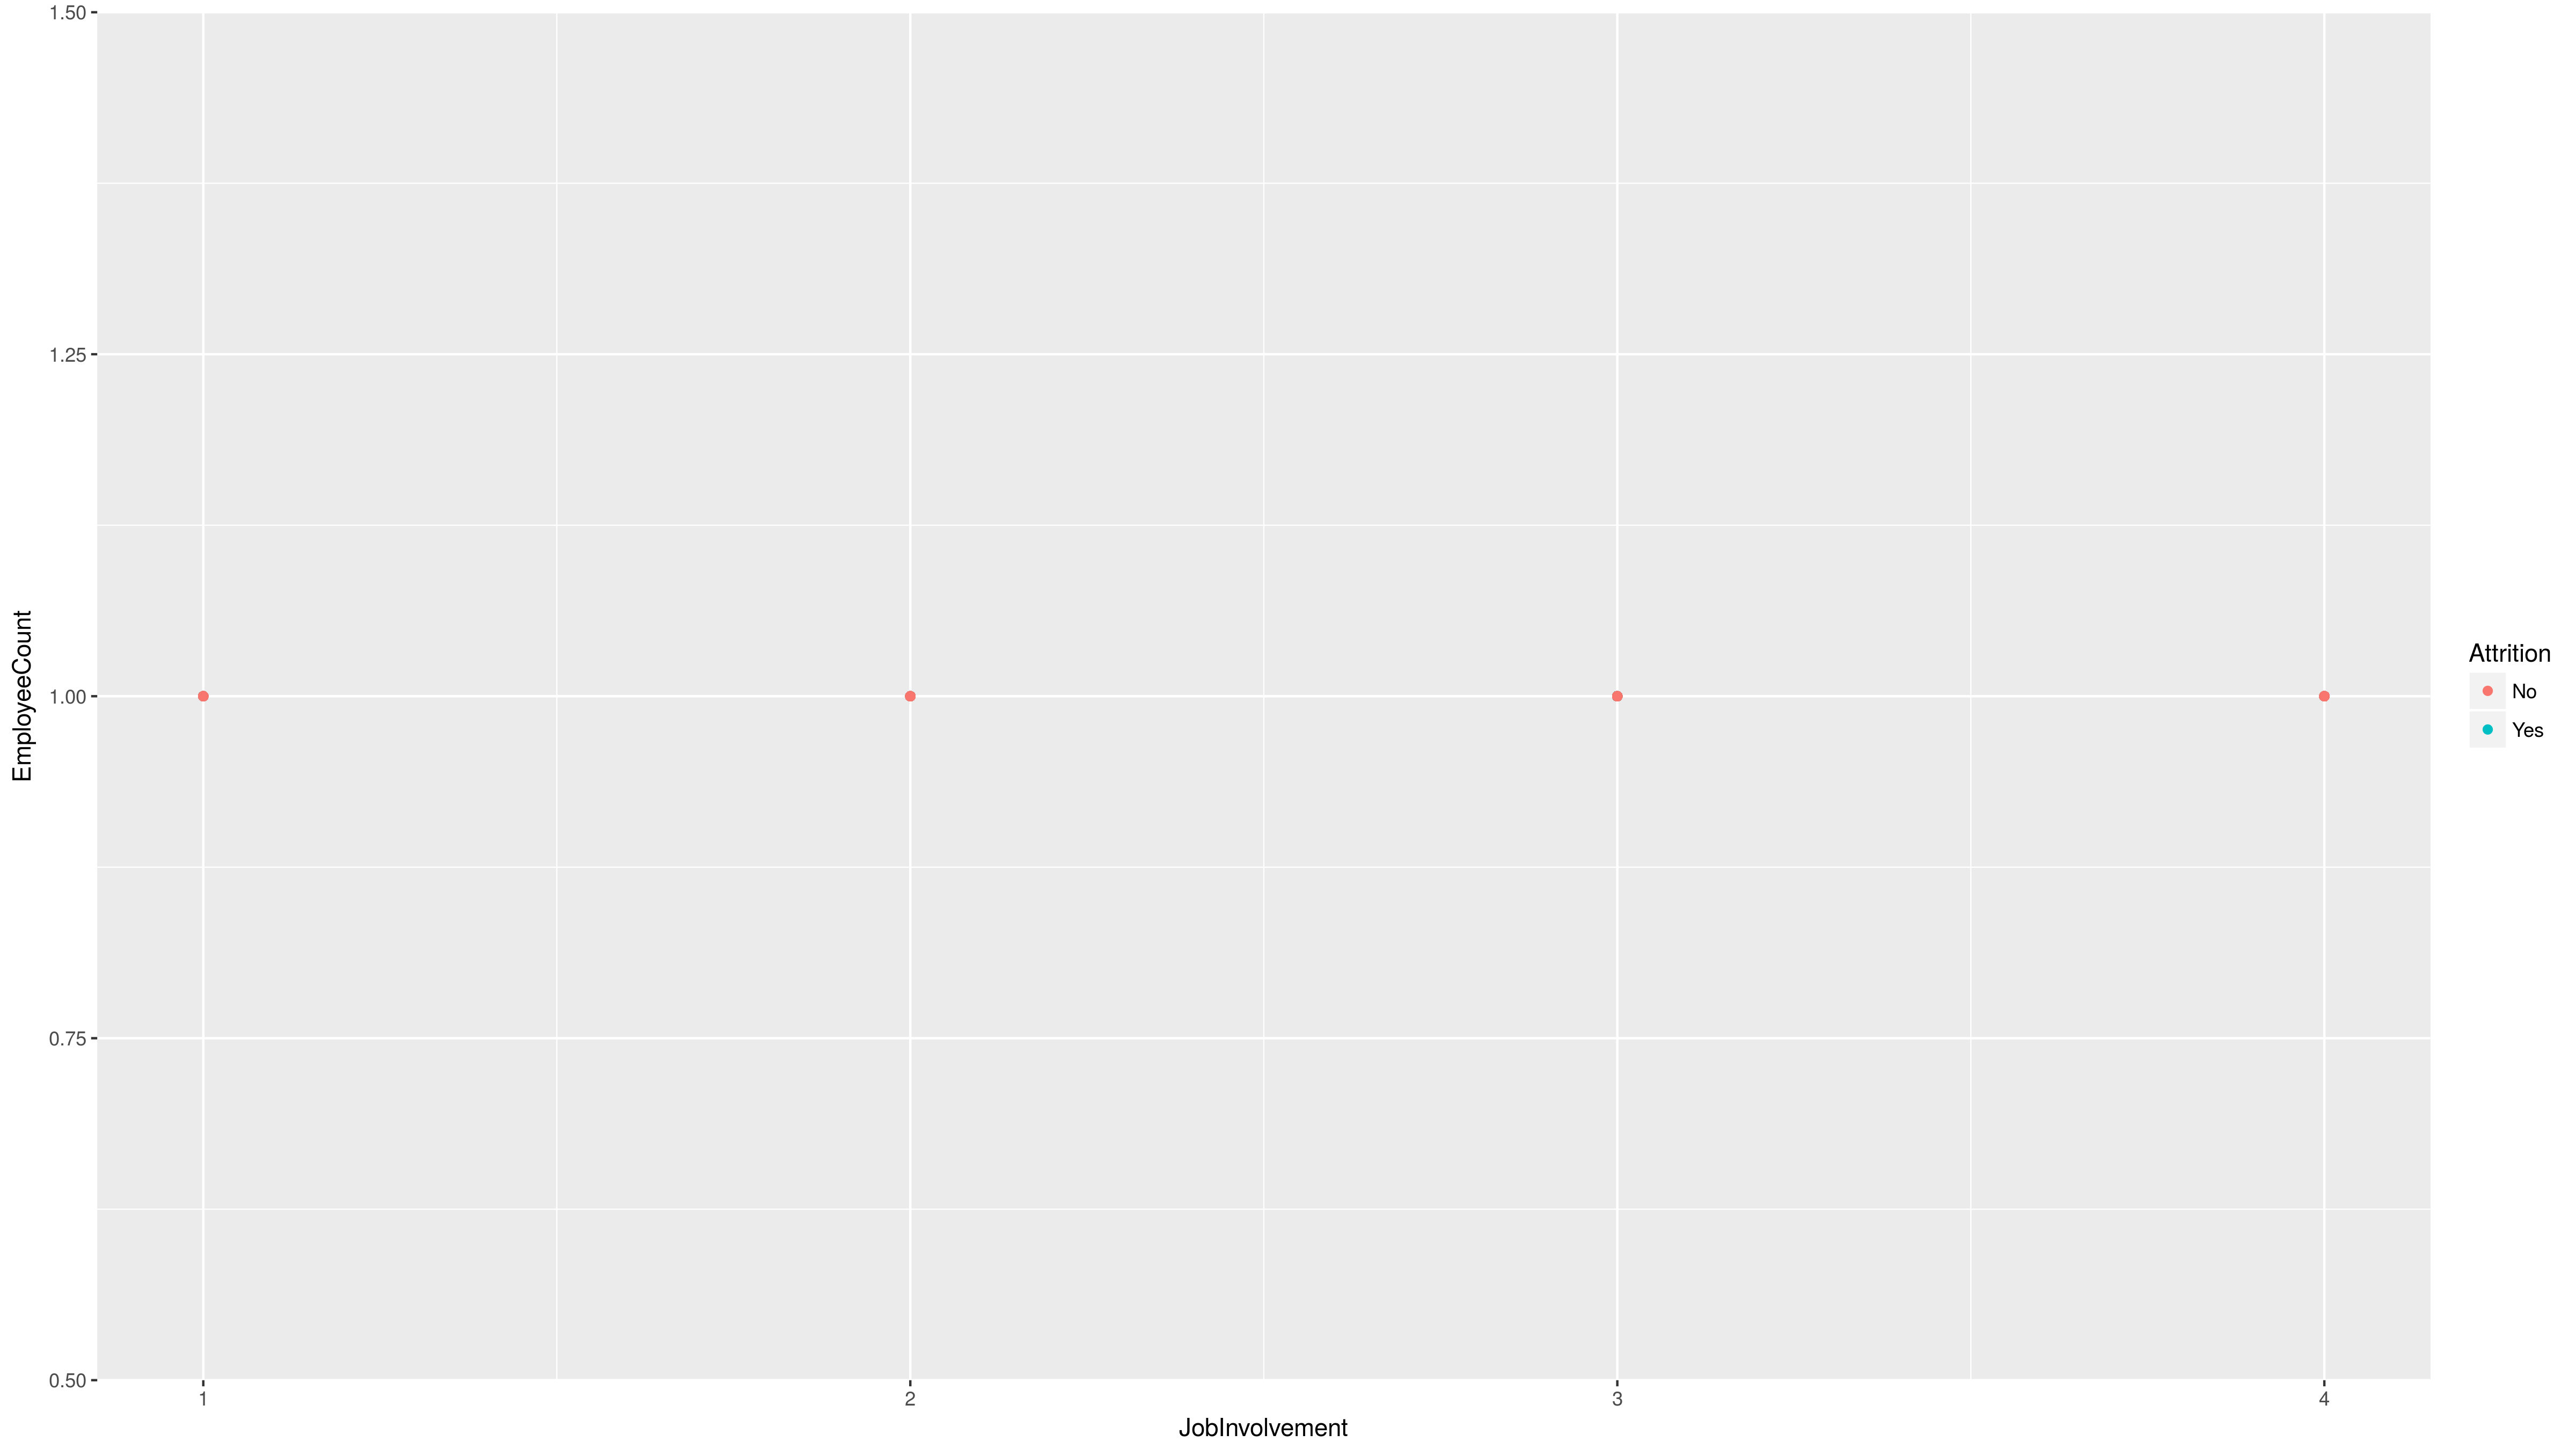 1.50
1.25
1.00
0.75
0.50
EmployeeCount
1 2 3 4
JobInvolvement
Attrition
No
Yes